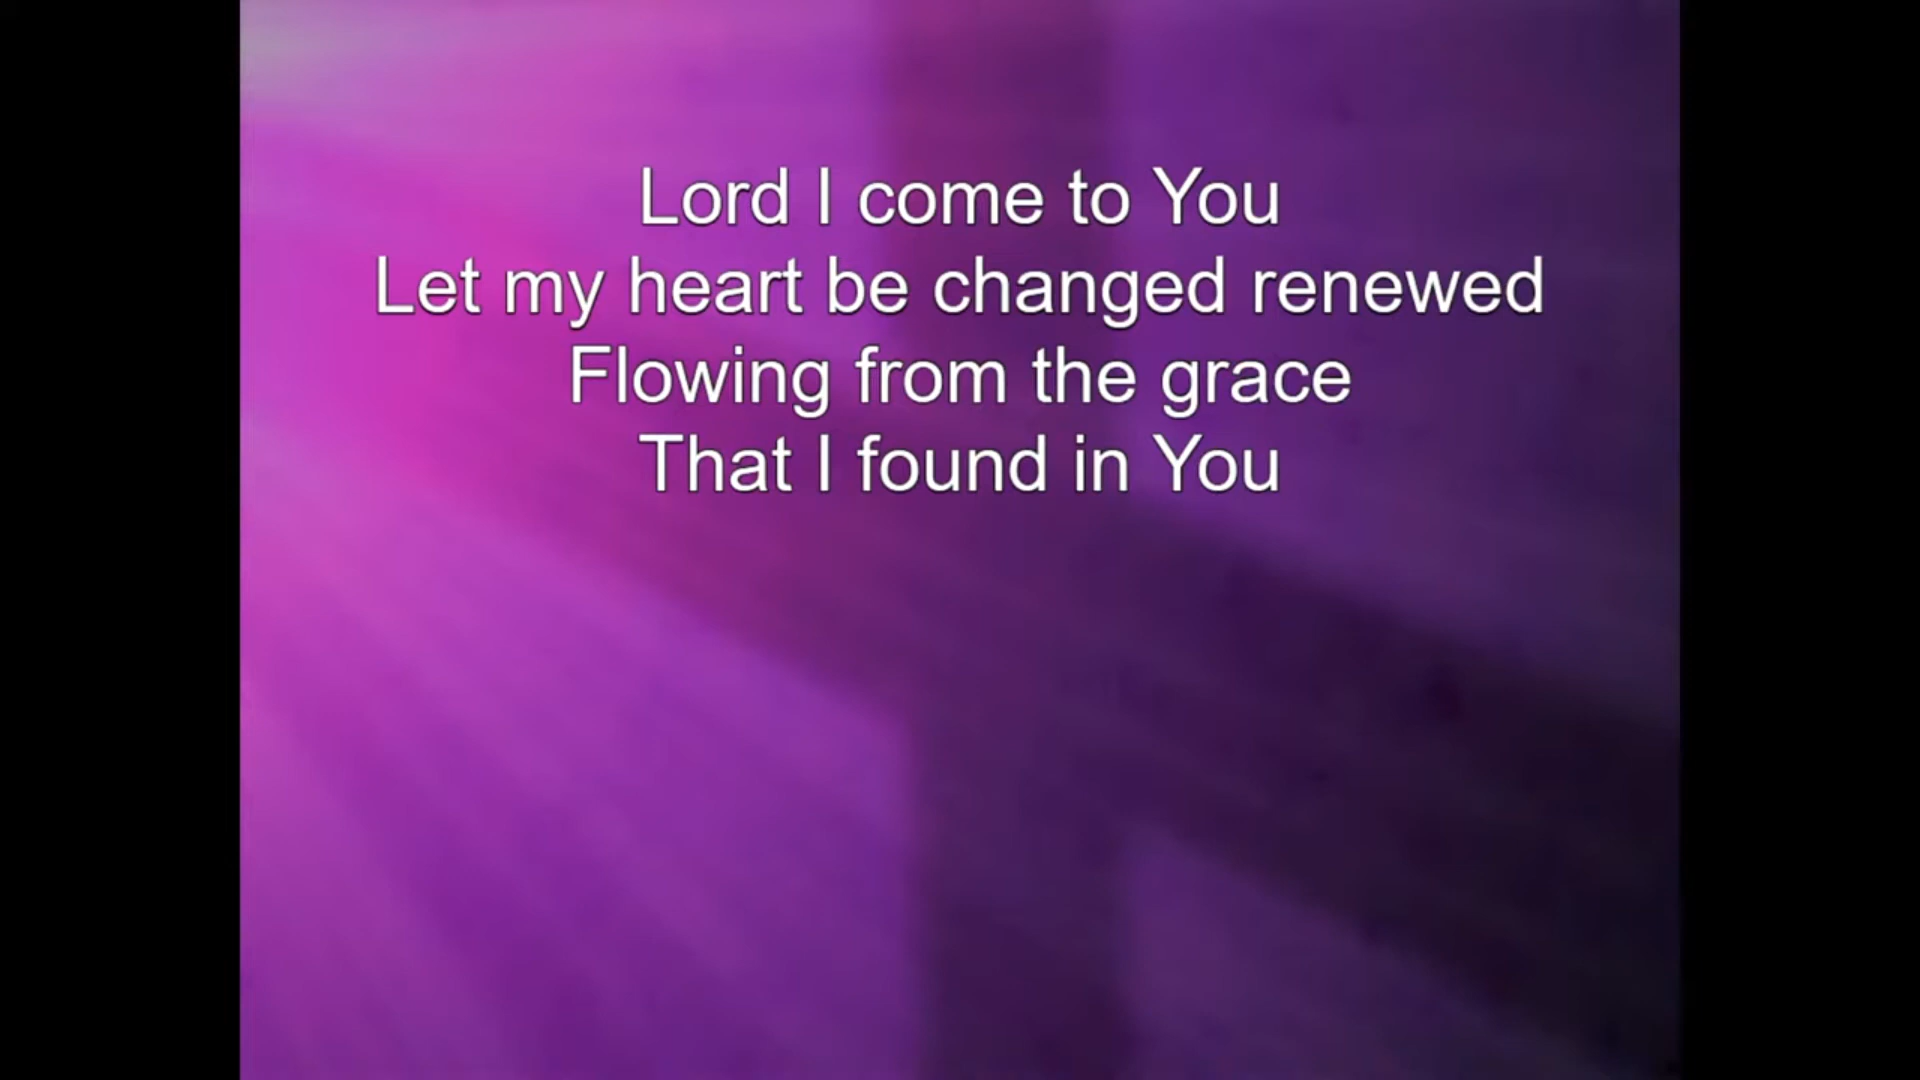 Lord I come to You
Let my heart be changed renewed
Flowing from the grace
That I found in You